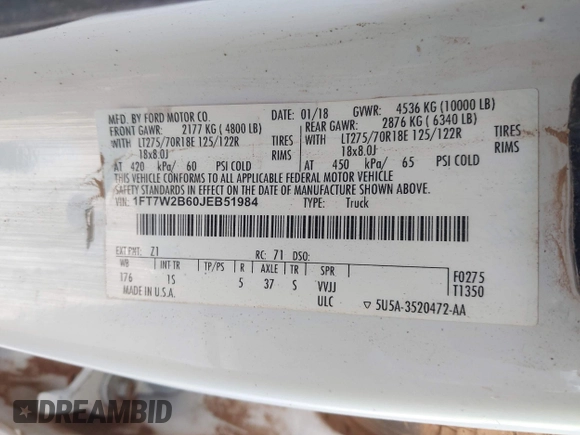 MFD. BY FORD MOTOR CO.
DATE: 01/18 GVWR: 4536 KG (10000 LB)
FRONT GAWR: 2177 KG (4800 LB) REAR GAWR: 2876 KG (6340 LB)
WITH LT275/70R18E 125/122R TIRES WITH LT275/70R18E 125/122R TIRES
18x8.0J RIMS 18x8.0J RIMS
AT 420 kPa/ 60 PSI COLD AT 450 kPa/ 65 PSI COLD
THIS VEHICLE CONFORMS TO ALL APPLICABLE FEDERAL MOTOR VEHICLE
SAFETY STANDARDS IN EFFECT ON THE DATE OF MANUFACTURE SHOWN ABOVE.
VIN: 1FT7W2B60JEB51984 TYPE: Truck
EXT PNT: Z1 RC: 71 DSO: F0275
WB INT TR TP/PS R AXLE TR SPR T1350
176 1S 5 37 S VVJJ
MADE IN U.S.A. ULC ▽ 5U5A-3520472-AA
DREAMBID